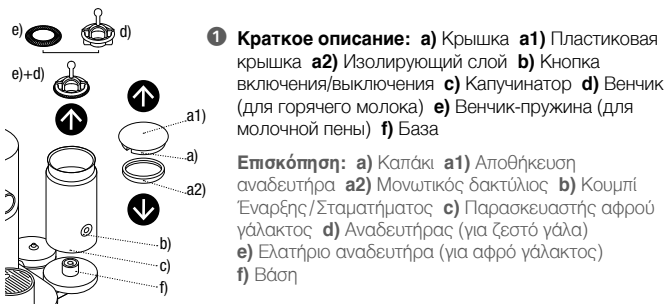 e)
d)
e)+d)
a1)
a)
a2)
b)
c)
f)
❶ Краткое описание: a) Крышка a1) Пластиковая
крышка a2) Изолирующий слой b) Кнопка
включения/выключения c) Капучинатор d) Венчик
(для горячего молока) e) Венчик-пружина (для
молочной пены) f) База
Επισκόπηση: a) Καπάκι a1) Αποθήκευση
αναδευτήρα a2) Μονωτικός δακτύλιος b) Κουμπί
Έναρξης/Σταματήματος c) Παρασκευαστής αφρού
γάλακτος d) Αναδευτήρας (για ζεστό γάλα)
e) Ελατήριο αναδευτήρα (για αφρό γάλακτος)
f) Βάση